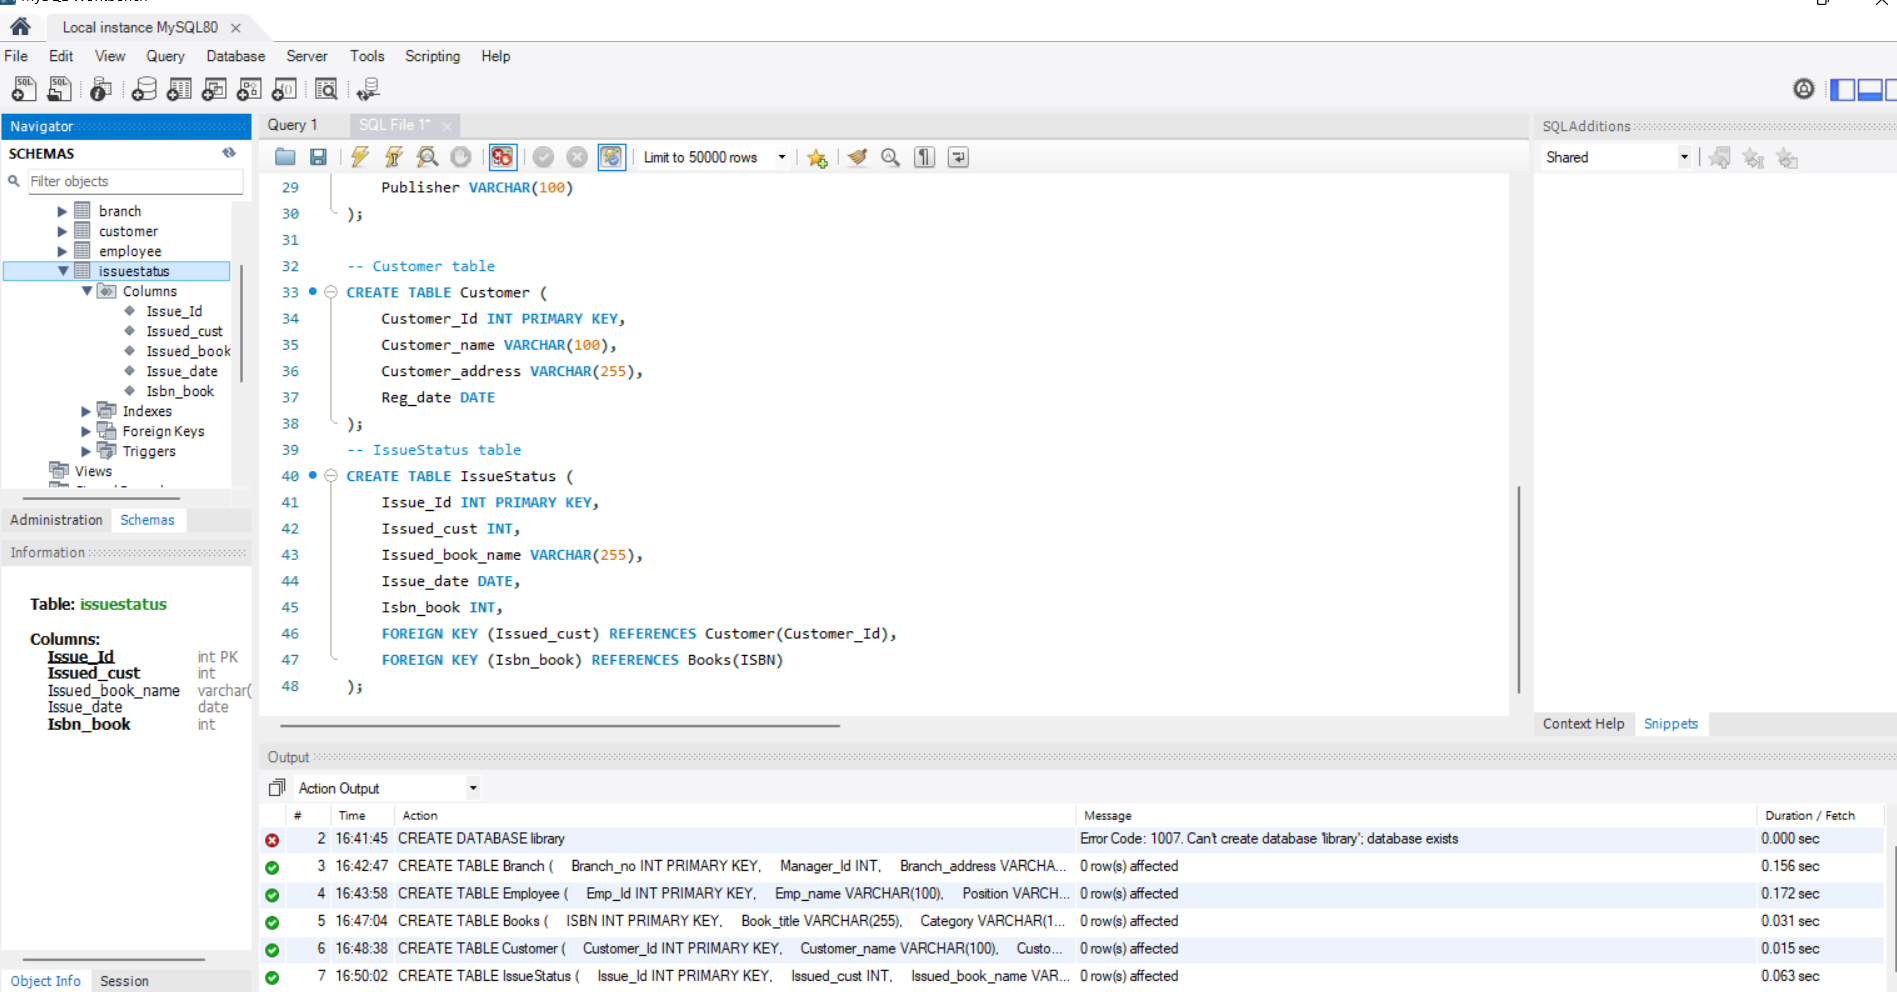 Local instance MySQL80
File Edit View Query Database Server Tools Scripting Help
Navigator
SCHEMAS
Filter objects
branch
customer
employee
issuestatus
Columns
Issue_Id
Issued_cust
Issued_book
Issue_date
Isbn_book
Indexes
Foreign Keys
Triggers
Views
Administration Schemas
Information
Table: issuestatus
Columns:
Issue_Id int PK
Issued_cust int
Issued_book_name varchar(
Issue_date date
Isbn_book int
Object Info Session
Query 1 SQL File 1*
Limit to 50000 rows
29 Publisher VARCHAR(100)
30 );
31
32 -- Customer table
33 CREATE TABLE Customer (
34 Customer_Id INT PRIMARY KEY,
35 Customer_name VARCHAR(100),
36 Customer_address VARCHAR(255),
37 Reg_date DATE
38 );
39 -- IssueStatus table
40 CREATE TABLE IssueStatus (
41 Issue_Id INT PRIMARY KEY,
42 Issued_cust INT,
43 Issued_book_name VARCHAR(255),
44 Issue_date DATE,
45 Isbn_book INT,
46 FOREIGN KEY (Issued_cust) REFERENCES Customer(Customer_Id),
47 FOREIGN KEY (Isbn_book) REFERENCES Books(ISBN)
48 );
SQLAdditions
Shared
Context Help Snippets
Output
Action Output
# Time Action Message Duration / Fetch
2 16:41:45 CREATE DATABASE library Error Code: 1007. Can't create database 'library'; database exists 0.000 sec
3 16:42:47 CREATE TABLE Branch ( Branch_no INT PRIMARY KEY, Manager_Id INT, Branch_address VARCHA... 0 row(s) affected 0.156 sec
4 16:43:58 CREATE TABLE Employee ( Emp_Id INT PRIMARY KEY, Emp_name VARCHAR(100), Position VARCH... 0 row(s) affected 0.172 sec
5 16:47:04 CREATE TABLE Books ( ISBN INT PRIMARY KEY, Book_title VARCHAR(255), Category VARCHAR(1... 0 row(s) affected 0.031 sec
6 16:48:38 CREATE TABLE Customer ( Customer_Id INT PRIMARY KEY, Customer_name VARCHAR(100), Custo... 0 row(s) affected 0.015 sec
7 16:50:02 CREATE TABLE IssueStatus ( Issue_Id INT PRIMARY KEY, Issued_cust INT, Issued_book_name VAR... 0 row(s) affected 0.063 sec